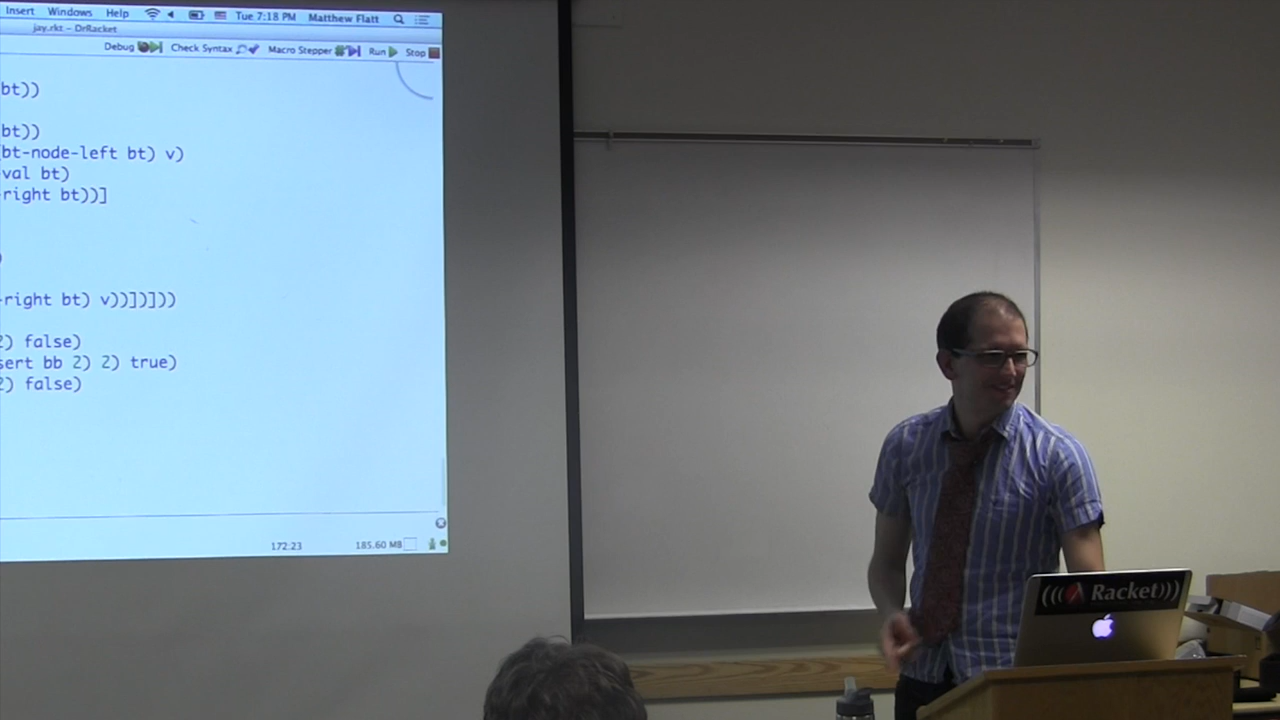 Insert Windows Help Tue 7:18 PM Matthew Flatt
jay.rkt - DrRacket
Debug Check Syntax Macro Stepper Run Stop
bt))
bt))
(bt-node-left bt) v)
-val bt)
-right bt))]
)
-right bt) v))])]))
2) false)
sert bb 2) 2) true)
2) false)
172:23 185.60 MB
(((Racket)))